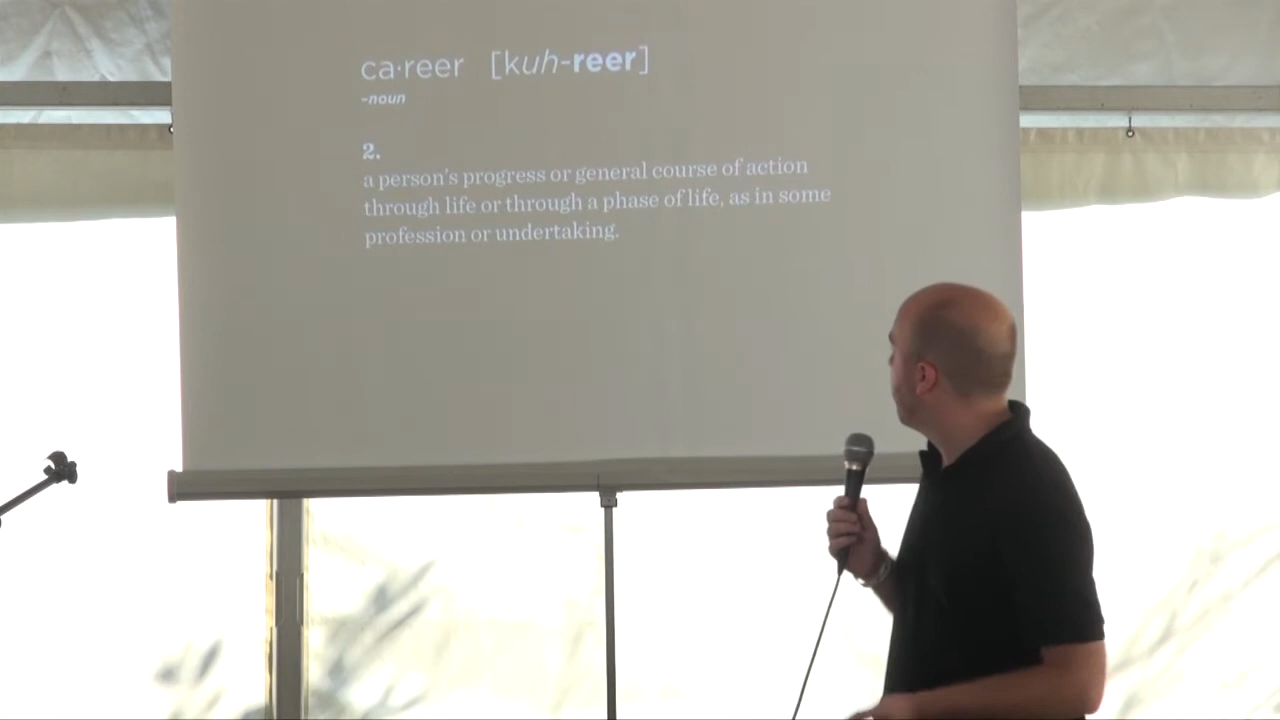 ca·reer [kuh-reer]
–noun
2.
a person's progress or general course of action
through life or through a phase of life, as in some
profession or undertaking.